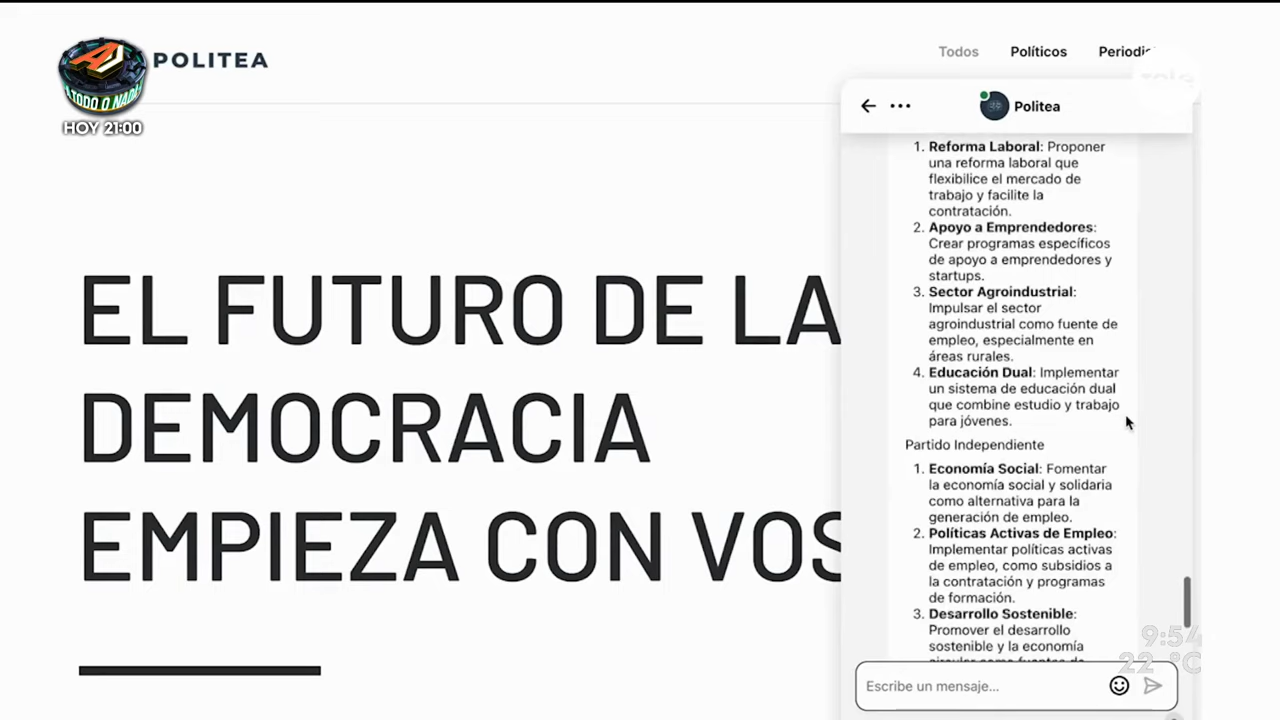 POLITEA
Todos
Políticos
¡A TODO O NADA!
HOY 21:00
Politea
1. Reforma Laboral: Proponer
una reforma laboral que
flexibilice el mercado de
trabajo y facilite la
contratación.
2. Apoyo a Emprendedores:
Crear programas específicos
de apoyo a emprendedores y
startups.
3. Sector Agroindustrial:
Impulsar el sector
agroindustrial como fuente de
empleo, especialmente en
áreas rurales.
4. Educación Dual: Implementar
un sistema de educación dual
que combine estudio y trabajo
para jóvenes.
Partido Independiente
1. Economía Social: Fomentar
la economía social y solidaria
como alternativa para la
generación de empleo.
2. Políticas Activas de Empleo:
Implementar políticas activas
de empleo, como subsidios a
la contratación y programas
de formación.
3. Desarrollo Sostenible:
Promover el desarrollo
sostenible y la economía
Escribe un mensaje...
EL FUTURO DE LA
DEMOCRACIA
EMPIEZA CON VOS
9:54
22 °C